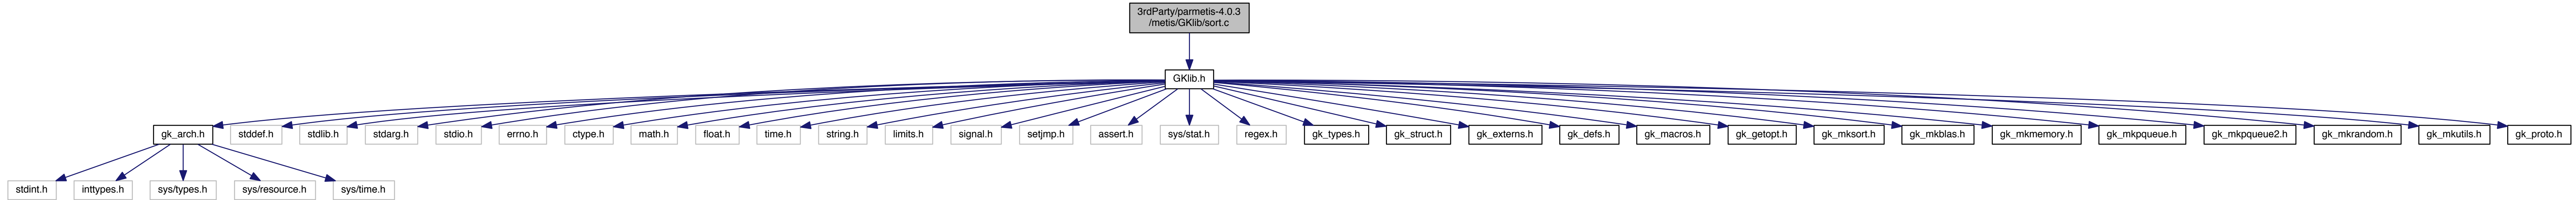 3rdParty/parmetis-4.0.3
/metis/GKlib/sort.c
GKlib.h
gk_arch.h
stddef.h
stdlib.h
stdarg.h
stdio.h
errno.h
ctype.h
math.h
float.h
time.h
string.h
limits.h
signal.h
setjmp.h
assert.h
sys/stat.h
regex.h
gk_types.h
gk_struct.h
gk_externs.h
gk_defs.h
gk_macros.h
gk_getopt.h
gk_mksort.h
gk_mkblas.h
gk_mkmemory.h
gk_mkpqueue.h
gk_mkpqueue2.h
gk_mkrandom.h
gk_mkutils.h
gk_proto.h
stdint.h
inttypes.h
sys/types.h
sys/resource.h
sys/time.h